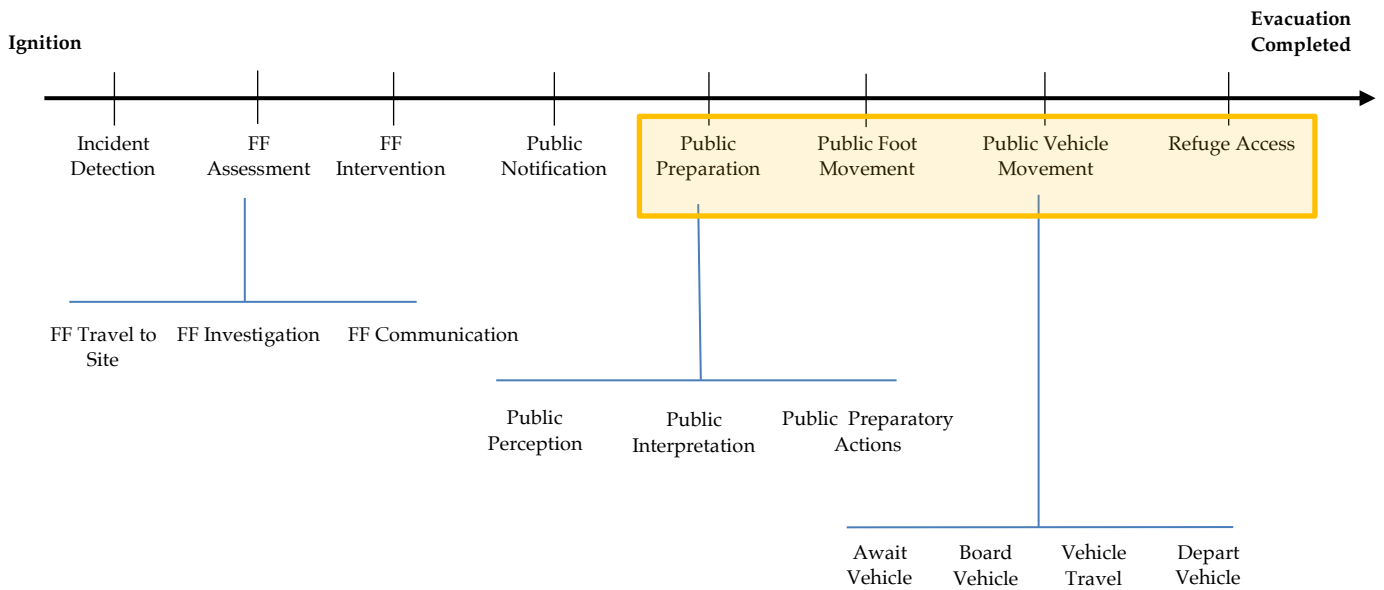 Ignition
Evacuation
Completed
Incident
Detection
FF
Assessment
FF
Intervention
Public
Notification
Public
Preparation
Public Foot
Movement
Public Vehicle
Movement
Refuge Access
FF Travel to
Site
FF Investigation
FF Communication
Public
Perception
Public
Interpretation
Public Preparatory
Actions
Await
Vehicle
Board
Vehicle
Vehicle
Travel
Depart
Vehicle